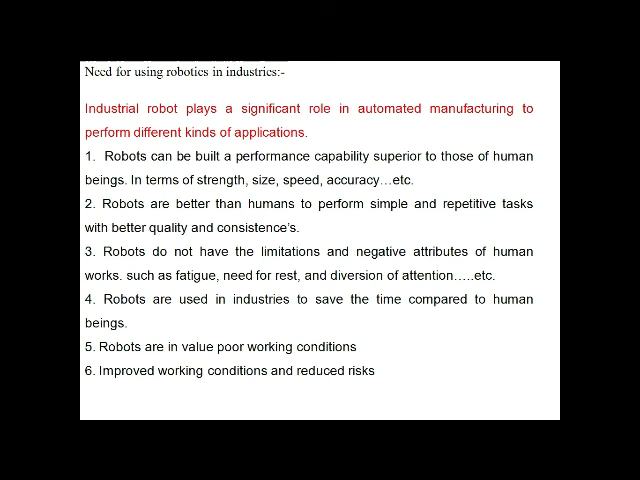 Need for using robotics in industries:-
Industrial robot plays a significant role in automated manufacturing to
perform different kinds of applications.
1. Robots can be built a performance capability superior to those of human
beings. In terms of strength, size, speed, accuracy…etc.
2. Robots are better than humans to perform simple and repetitive tasks
with better quality and consistence's.
3. Robots do not have the limitations and negative attributes of human
works. such as fatigue, need for rest, and diversion of attention…..etc.
4. Robots are used in industries to save the time compared to human
beings.
5. Robots are in value poor working conditions
6. Improved working conditions and reduced risks